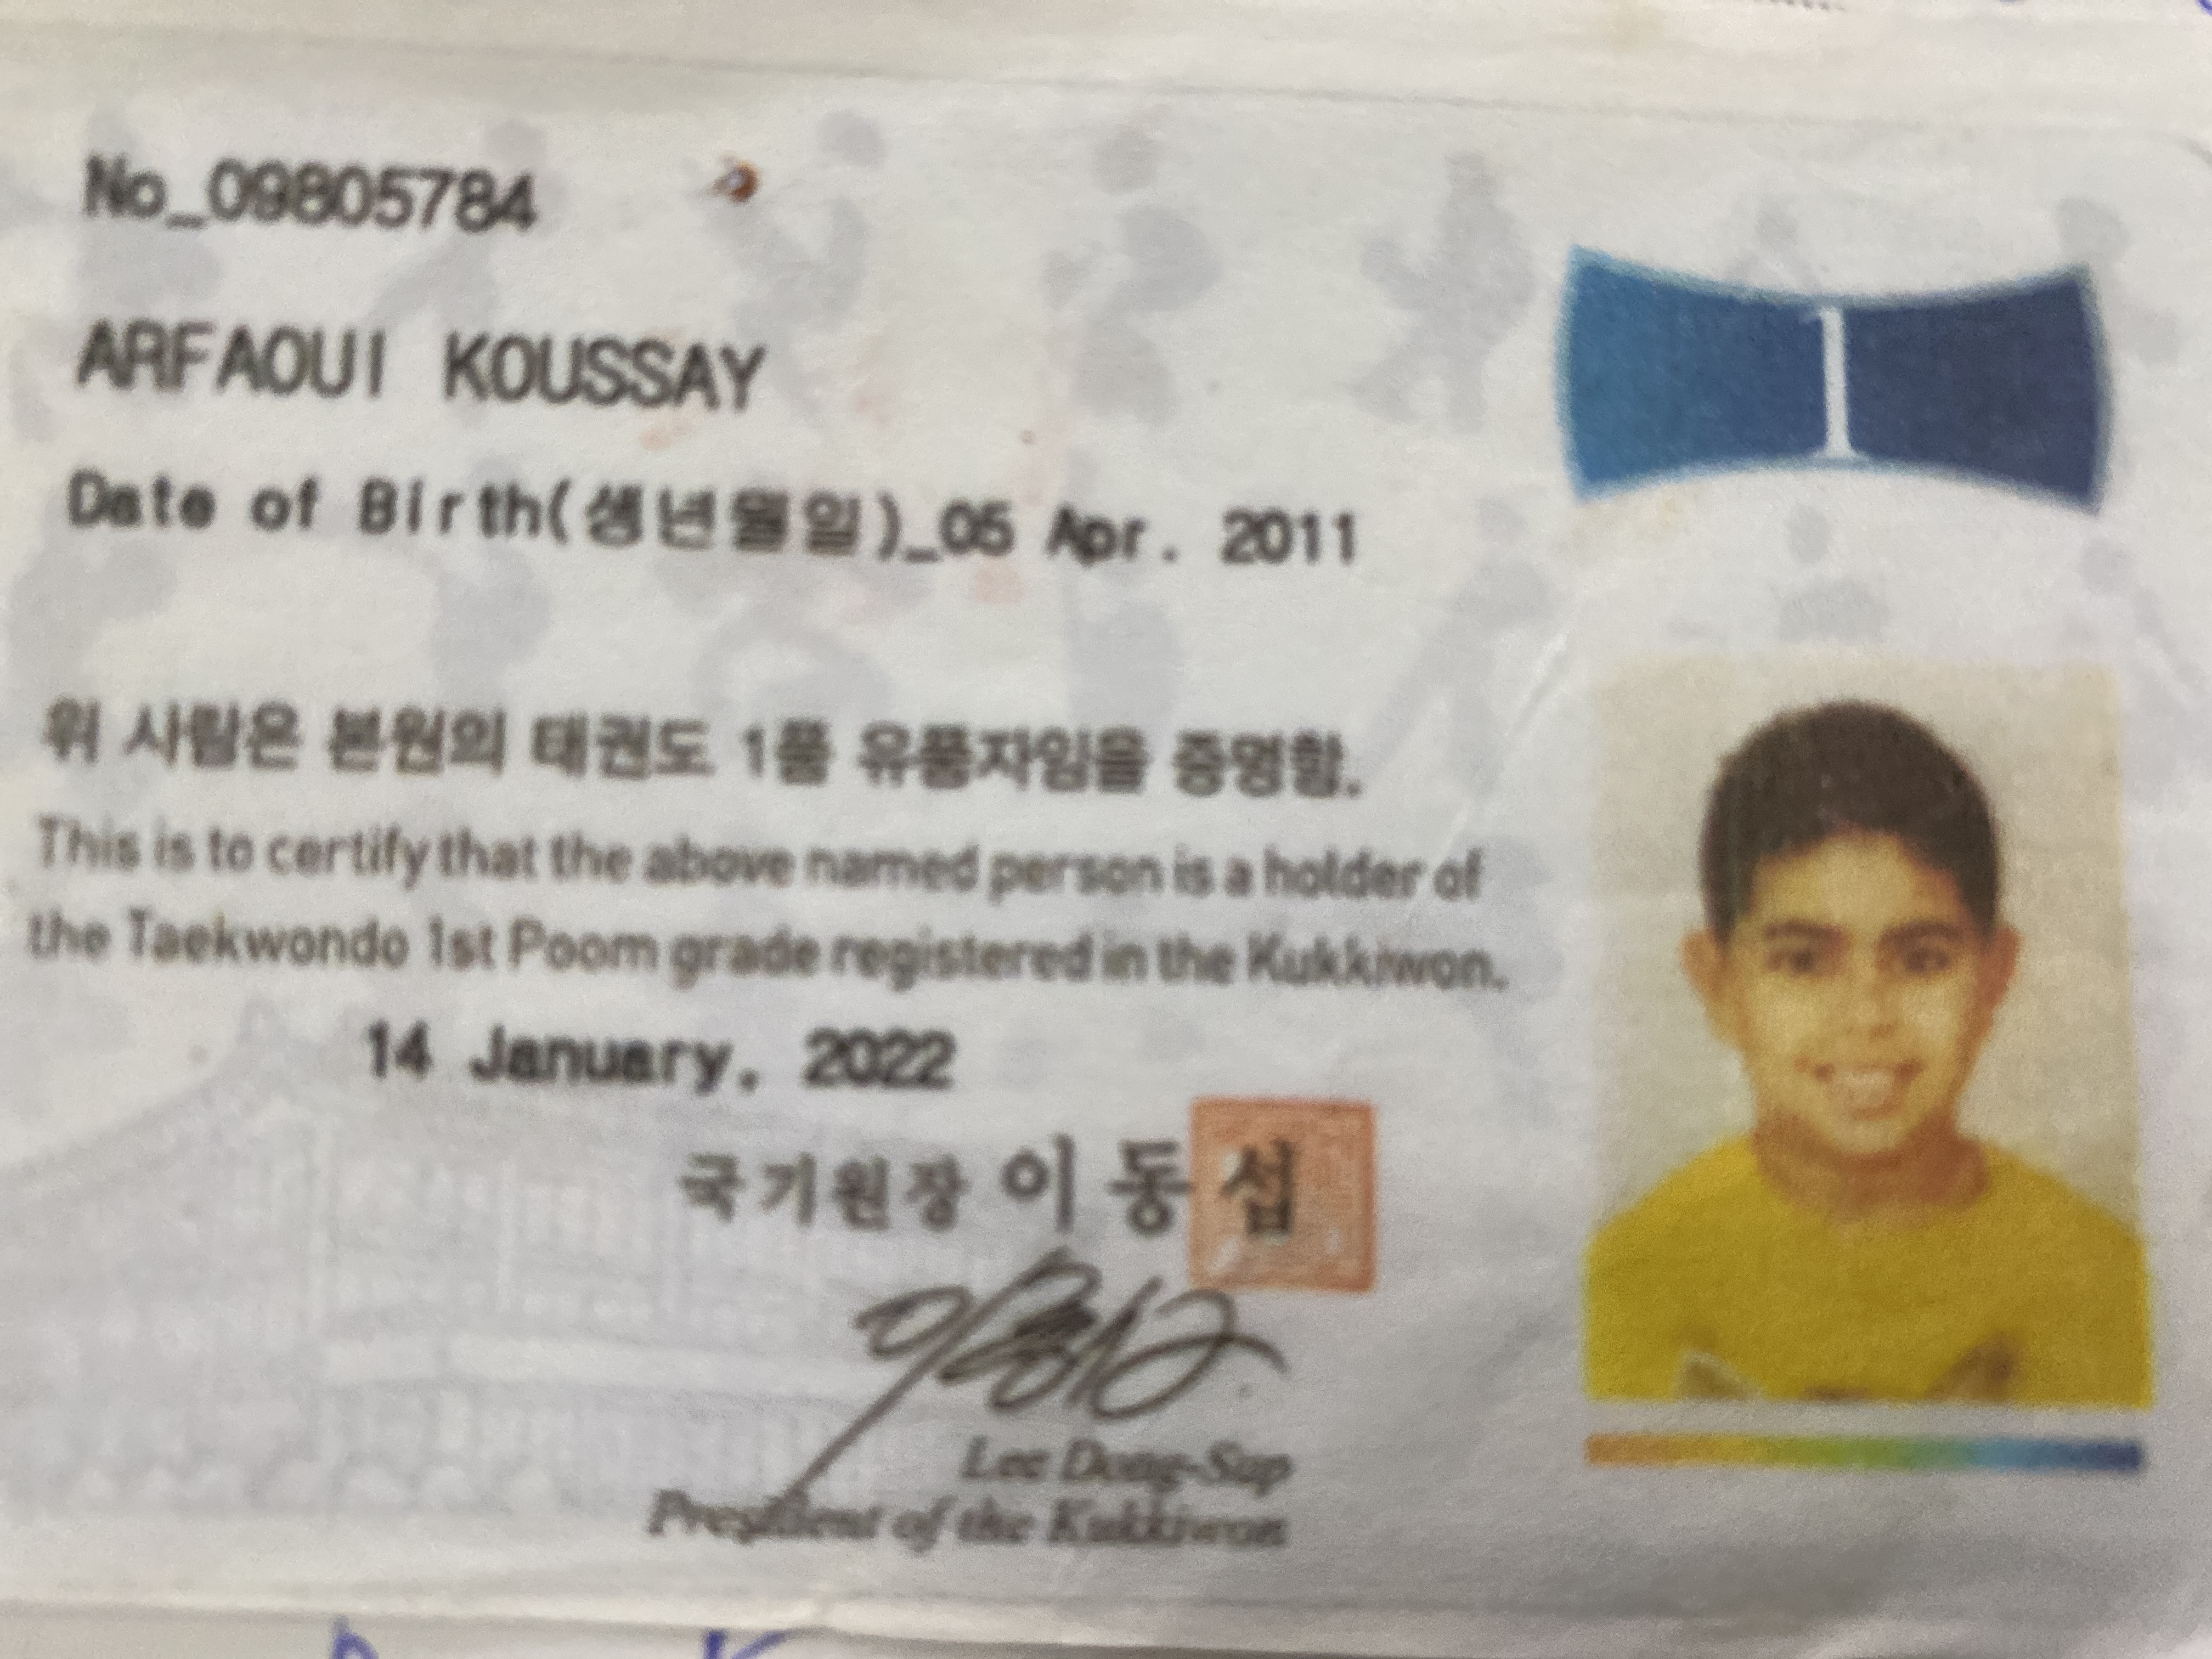 No_09805784
1
ARFAOUI KOUSSAY
Date of Birth(생년월일)_05 Apr. 2011
위 사람은 본원의 태권도 1품 유품자임을 증명함.
This is to certify that the above named person is a holder of
the Taekwondo 1st Poom grade registered in the Kukkiwon.
14 January, 2022
국기원장 이동섭
Lee Dong-Sup
President of the Kukkiwon